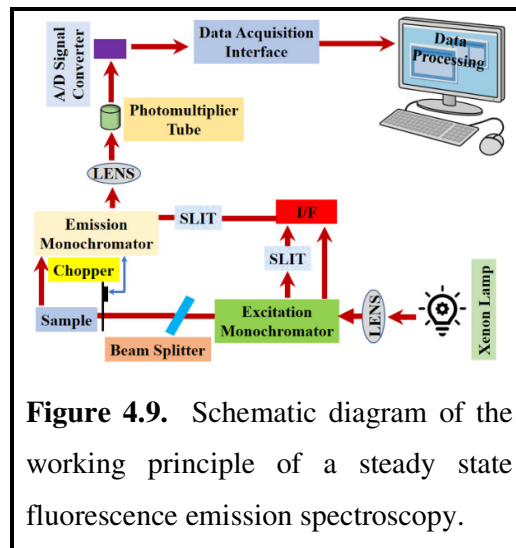 A/D Signal
Converter
Data Acquisition
Interface
Data
Processing
Photomultiplier
Tube
LENS
Emission
Monochromator
SLIT
I/F
Chopper
SLIT
Sample
Beam Splitter
Excitation
Monochromator
LENS
Xenon Lamp
Figure 4.9. Schematic diagram of the
working principle of a steady state
fluorescence emission spectroscopy.